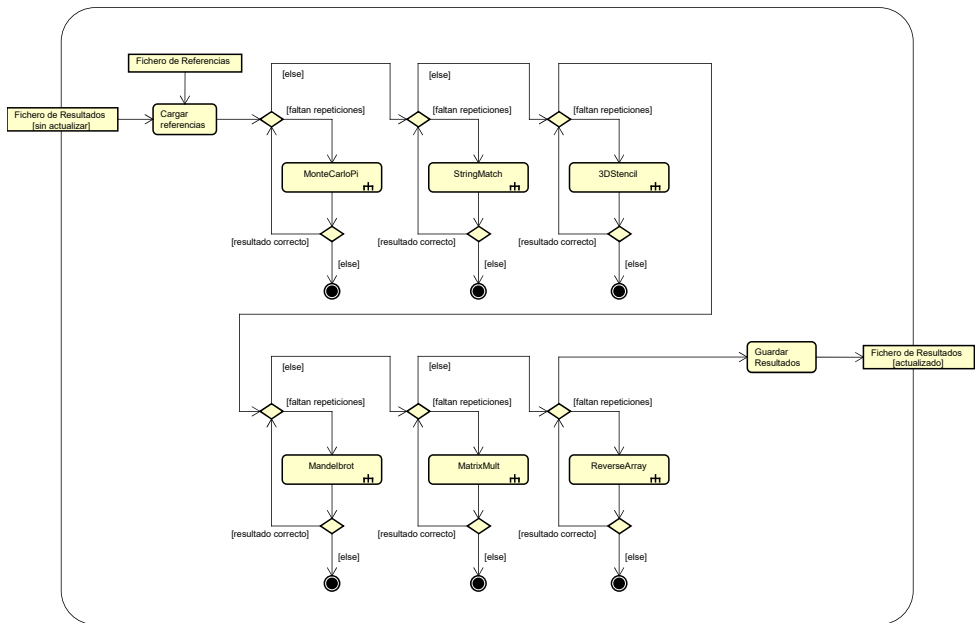 Fichero de Referencias
Fichero de Resultados
[sin actualizar]
Cargar
referencias
[else]
[else]
[faltan repeticiones]
[faltan repeticiones]
[faltan repeticiones]
MonteCarloPi
StringMatch
3DStencil
[resultado correcto]
[resultado correcto]
[resultado correcto]
[else]
[else]
[else]
Guardar
Resultados
Fichero de Resultados
[actualizado]
[else]
[else]
[faltan repeticiones]
[faltan repeticiones]
[faltan repeticiones]
Mandelbrot
MatrixMult
ReverseArray
[resultado correcto]
[resultado correcto]
[resultado correcto]
[else]
[else]
[else]